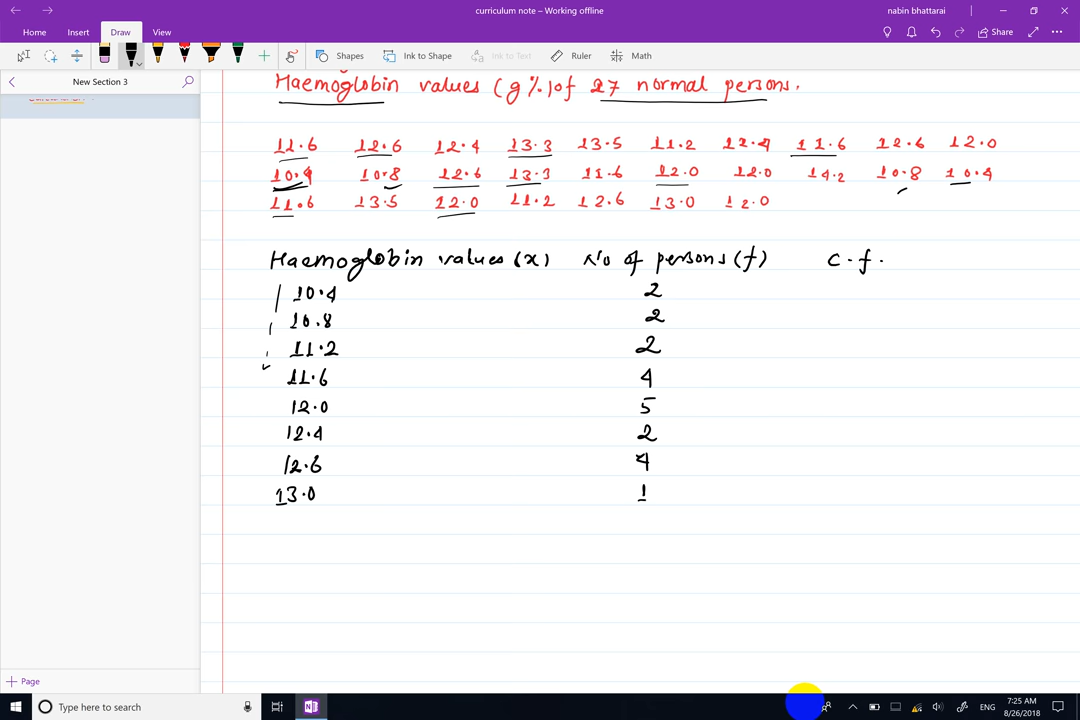 curriculum note – Working offline
nabin bhattarai
Home Insert Draw View
Share
Shapes Ink to Shape Ink to Text Ruler Math
New Section 3
Haemoglobin values (g%) of 27 normal persons.
11.6 12.6 12.4 13.3 13.5 11.2 12.4 11.6 12.6 12.0
10.4 10.8 12.6 13.3 11.6 12.0 12.0 14.2 10.8 10.4
11.6 13.5 12.0 11.2 12.6 13.0 12.0
Haemoglobin values (x) No of persons (f) c.f.
10.4 2
10.8 2
11.2 2
11.6 4
12.0 5
12.4 2
12.6 4
13.0 1
+ Page
Type here to search
ENG
7:25 AM
8/26/2018